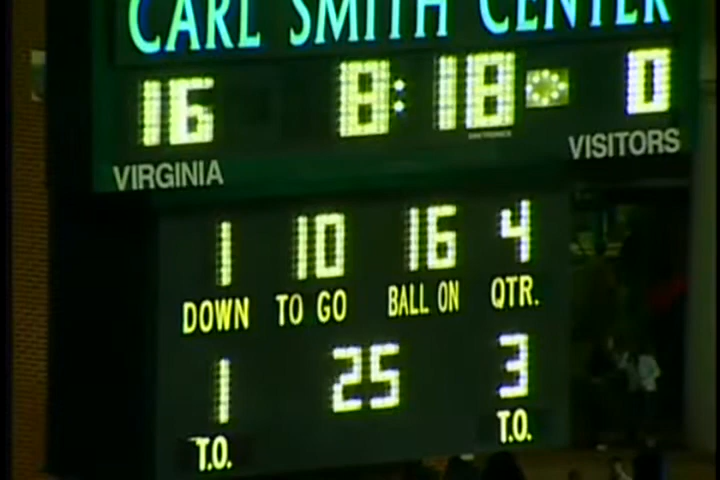 CARL SMITH CENTER
16 8:18 0
VIRGINIA VISITORS
1 10 16 4
DOWN TO GO BALL ON QTR.
1 25 3
T.O. T.O.